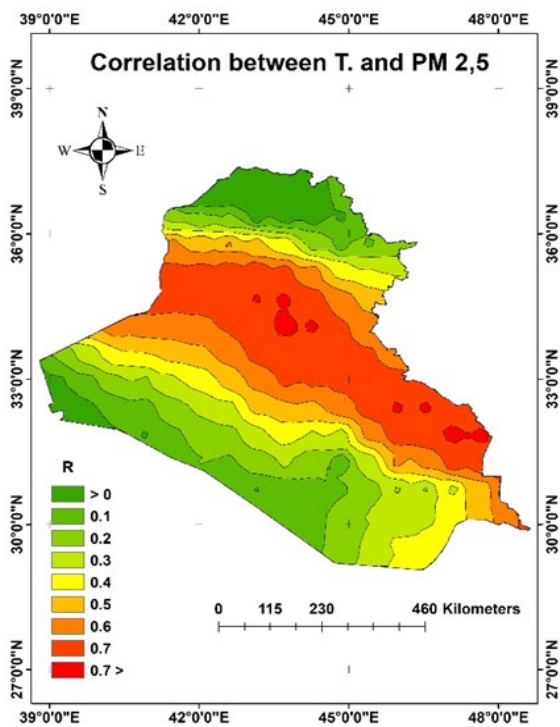 39°0'0"E 42°0'0"E 45°0'0"E 48°0'0"E
Correlation between T. and PM 2,5
39°0'0"N 39°0'0"N
N
W E
S
36°0'0"N 36°0'0"N
33°0'0"N 33°0'0"N
R
> 0
0.1
0.2
0.3
0.4
0.5
0.6
0.7
0.7 >
30°0'0"N 30°0'0"N
0 115 230 460 Kilometers
27°0'0"N 27°0'0"N
39°0'0"E 42°0'0"E 45°0'0"E 48°0'0"E